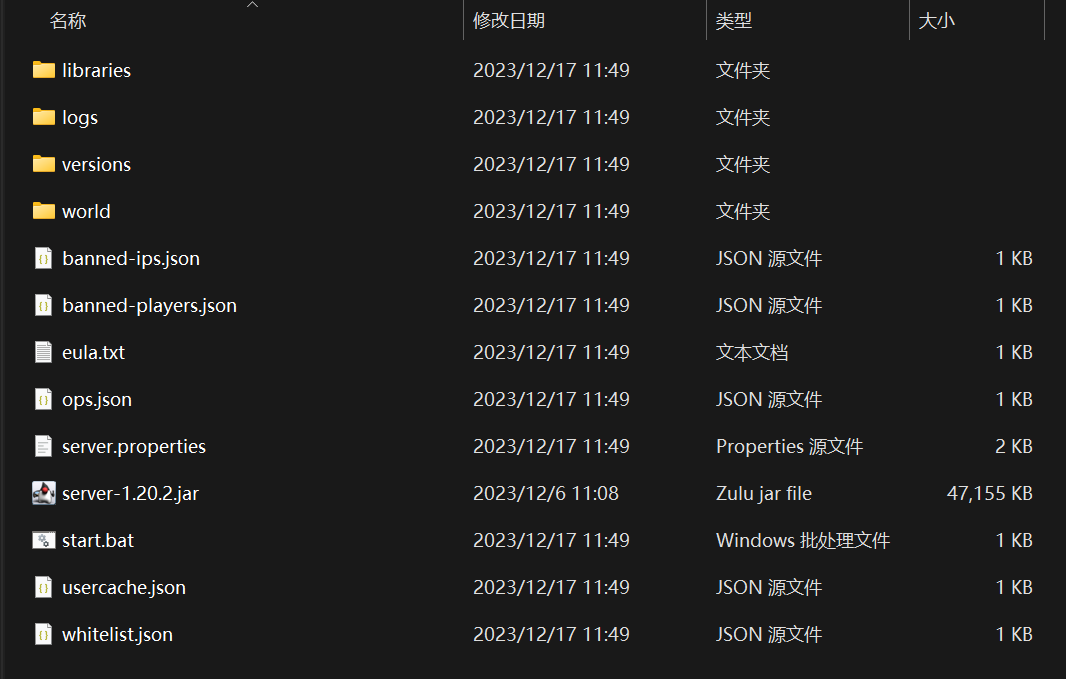 名称 修改日期 类型 大小
libraries 2023/12/17 11:49 文件夹
logs 2023/12/17 11:49 文件夹
versions 2023/12/17 11:49 文件夹
world 2023/12/17 11:49 文件夹
banned-ips.json 2023/12/17 11:49 JSON 源文件 1 KB
banned-players.json 2023/12/17 11:49 JSON 源文件 1 KB
eula.txt 2023/12/17 11:49 文本文档 1 KB
ops.json 2023/12/17 11:49 JSON 源文件 1 KB
server.properties 2023/12/17 11:49 Properties 源文件 2 KB
server-1.20.2.jar 2023/12/6 11:08 Zulu jar file 47,155 KB
start.bat 2023/12/17 11:49 Windows 批处理文件 1 KB
usercache.json 2023/12/17 11:49 JSON 源文件 1 KB
whitelist.json 2023/12/17 11:49 JSON 源文件 1 KB